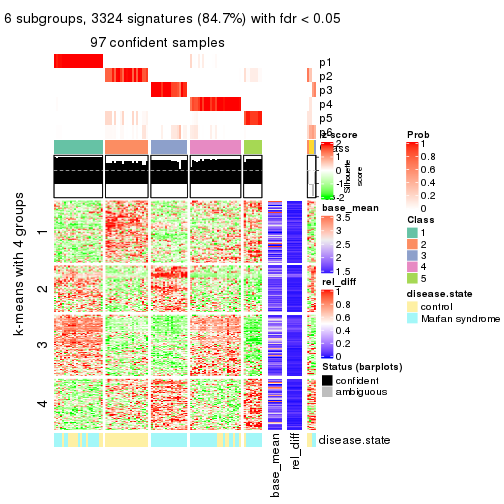 6 subgroups, 3324 signatures (84.7%) with fdr < 0.05
97 confident samples
p1
p2
p3
p4
p5
p6
Class
Silhouette
score
k-means with 4 groups
1
2
3
4
base_mean
rel_diff
disease.state
z-score
2
1
0
-1
-2
base_mean
3.5
3
2.5
2
1.5
rel_diff
1
0.8
0.6
0.4
0.2
0
Status (barplots)
confident
ambiguous
Prob
1
0.8
0.6
0.4
0.2
0
Class
1
2
3
4
5
disease.state
control
Marfan syndrome